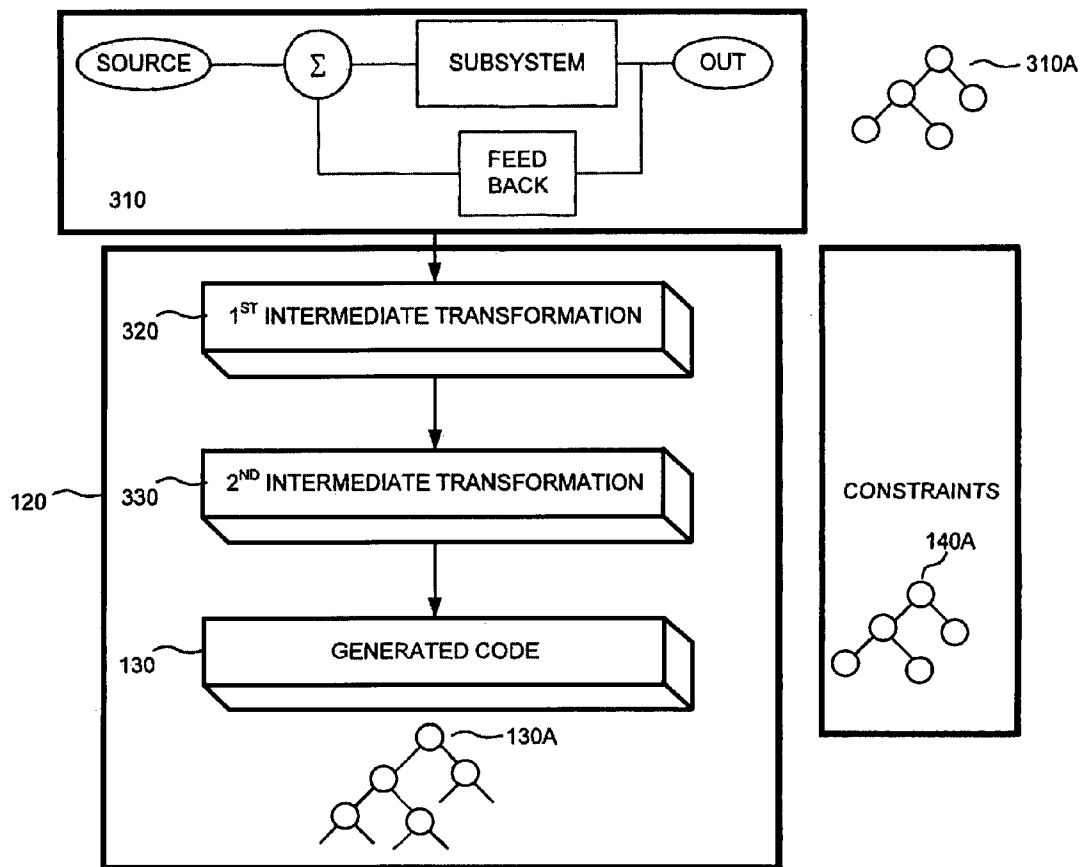 SOURCE
Σ
SUBSYSTEM
OUT
310A
FEED
BACK
310
1ST INTERMEDIATE TRANSFORMATION
320
2ND INTERMEDIATE TRANSFORMATION
120
330
CONSTRAINTS
140A
GENERATED CODE
130
130A